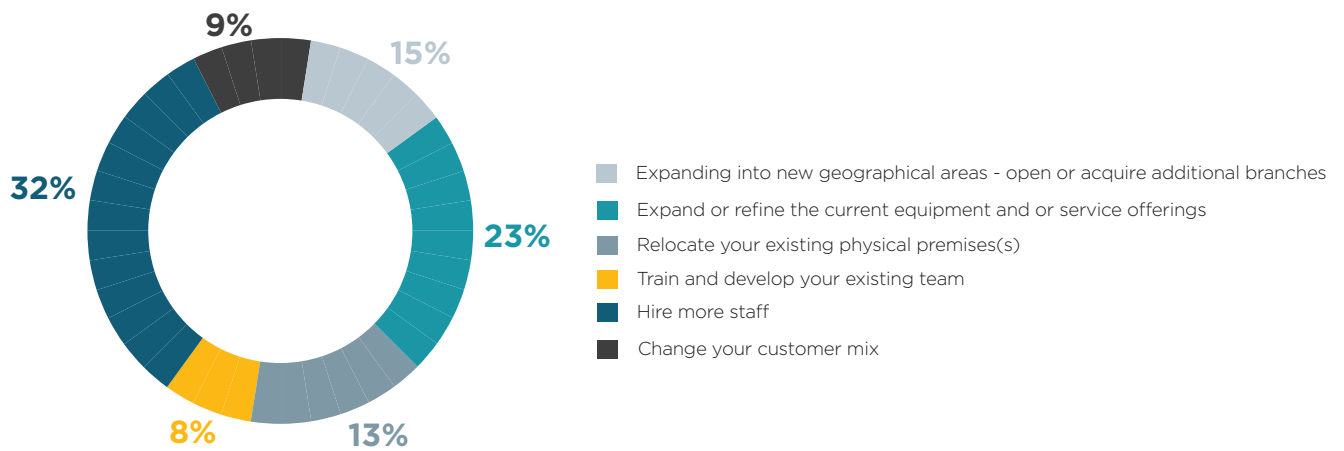 9%
15%
32%
23%
8%
13%
Expanding into new geographical areas - open or acquire additional branches
Expand or refine the current equipment and or service offerings
Relocate your existing physical premises(s)
Train and develop your existing team
Hire more staff
Change your customer mix